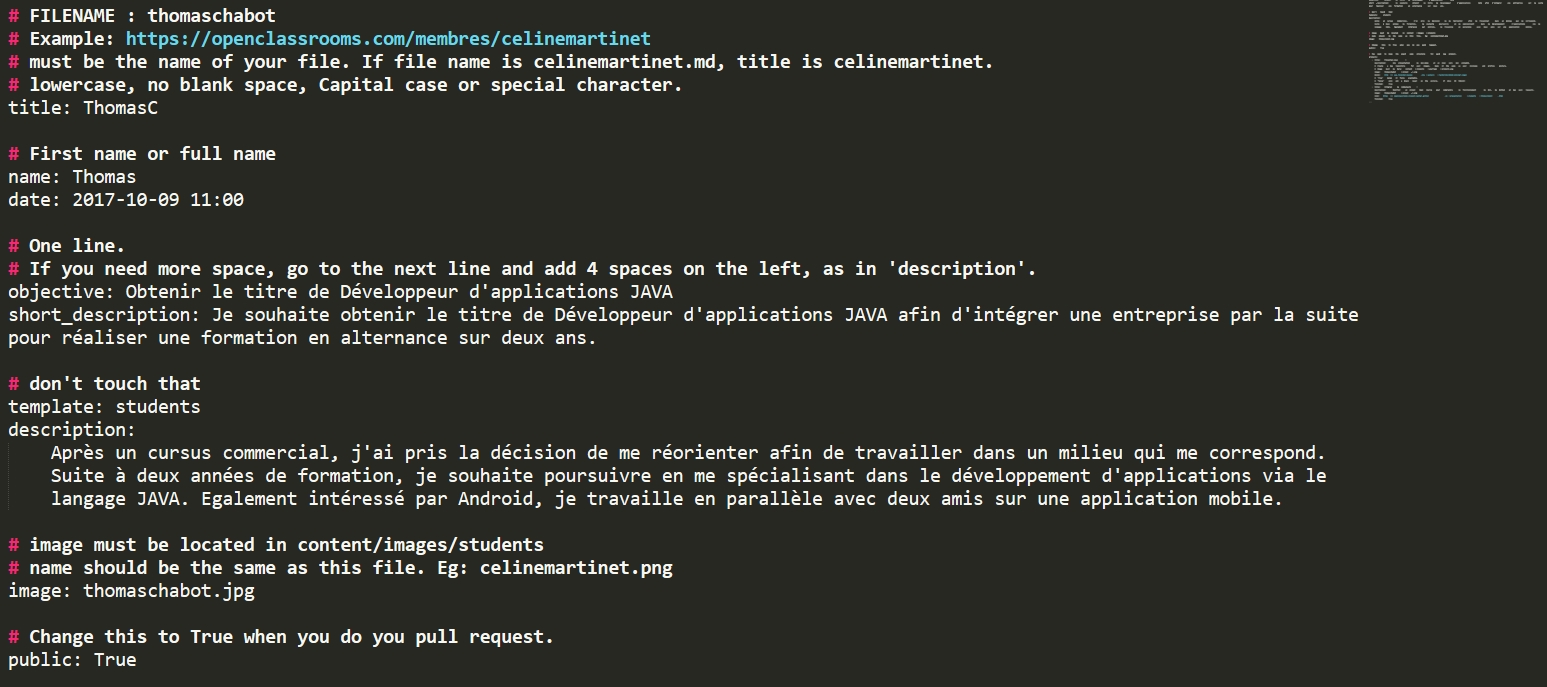 # FILENAME : thomaschabot
# Example: https://openclassrooms.com/membres/celinemartinet
# must be the name of your file. If file name is celinemartinet.md, title is celinemartinet.
# lowercase, no blank space, Capital case or special character.
title: ThomasC
# First name or full name
name: Thomas
date: 2017-10-09 11:00
# One line.
# If you need more space, go to the next line and add 4 spaces on the left, as in 'description'.
objective: Obtenir le titre de Développeur d'applications JAVA
short_description: Je souhaite obtenir le titre de Développeur d'applications JAVA afin d'intégrer une entreprise par la suite
pour réaliser une formation en alternance sur deux ans.
# don't touch that
template: students
description:
    Après un cursus commercial, j'ai pris la décision de me réorienter afin de travailler dans un milieu qui me correspond.
    Suite à deux années de formation, je souhaite poursuivre en me spécialisant dans le développement d'applications via le
    langage JAVA. Egalement intéressé par Android, je travaille en parallèle avec deux amis sur une application mobile.
# image must be located in content/images/students
# name should be the same as this file. Eg: celinemartinet.png
image: thomaschabot.jpg
# Change this to True when you do you pull request.
public: True